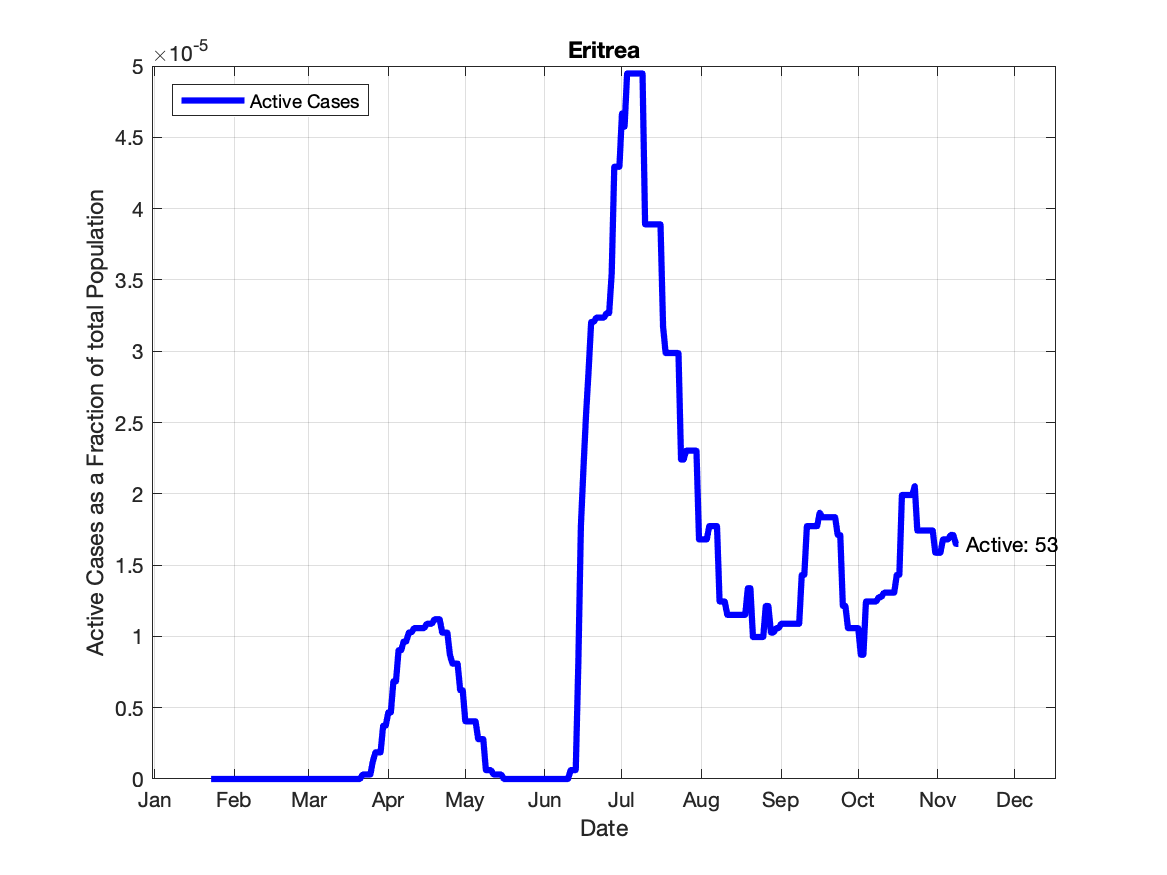 Eritrea
×10-5
Active Cases
5
4.5
4
3.5
3
2.5
2
1.5
1
0.5
0
Active Cases as a Fraction of total Population
Active: 53
Jan Feb Mar Apr May Jun Jul Aug Sep Oct Nov Dec
Date